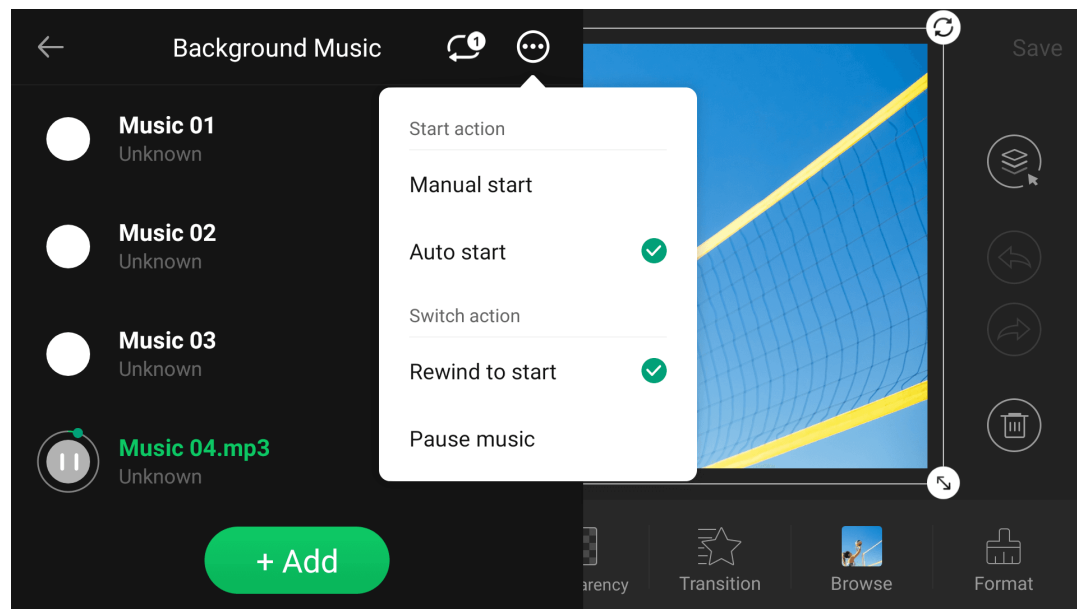 Background Music
1
Save
Music 01
Unknown
Music 02
Unknown
Music 03
Unknown
Music 04.mp3
Unknown
+ Add
Start action
Manual start
Auto start
Switch action
Rewind to start
Pause music
arency
Transition
Browse
Format